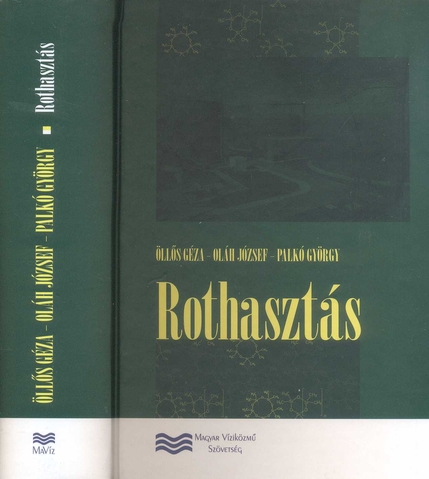 ÖLLŐS GÉZA – OLÁH JÓZSEF – PALKÓ GYÖRGY ■ Rothasztás
MAVÍZ
ÖLLŐS GÉZA – OLÁH JÓZSEF – PALKÓ GYÖRGY
Rothasztás
MAGYAR VÍZIKÖZMŰ
SZÖVETSÉG